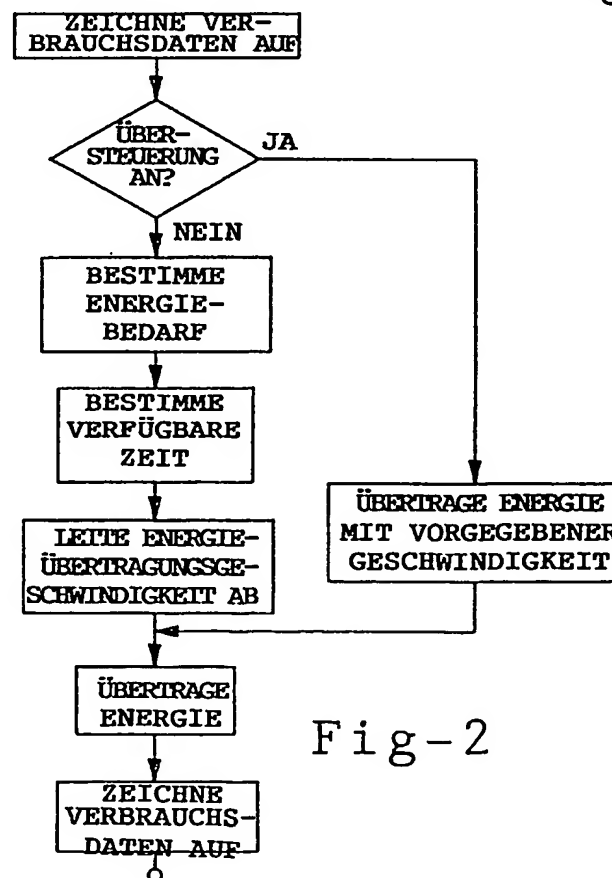 ZEICHNE VER-
BRAUCHSDATEN AUF
ÜBER-
STEUERUNG
AN?
JA
NEIN
BESTIMME
ENERGIE-
BEDARF
BESTIMME
VERFÜGBARE
ZEIT
LEITE ENERGIE-
ÜBERTRAGUNGSGE-
SCHWINDIGKEIT AB
ÜBERTRAGE ENERGIE
MIT VORGEGEBENER
GESCHWINDIGKEIT
ÜBERTRAGE
ENERGIE
Fig-2
ZEICHNE
VERBRAUCHS-
DATEN AUF